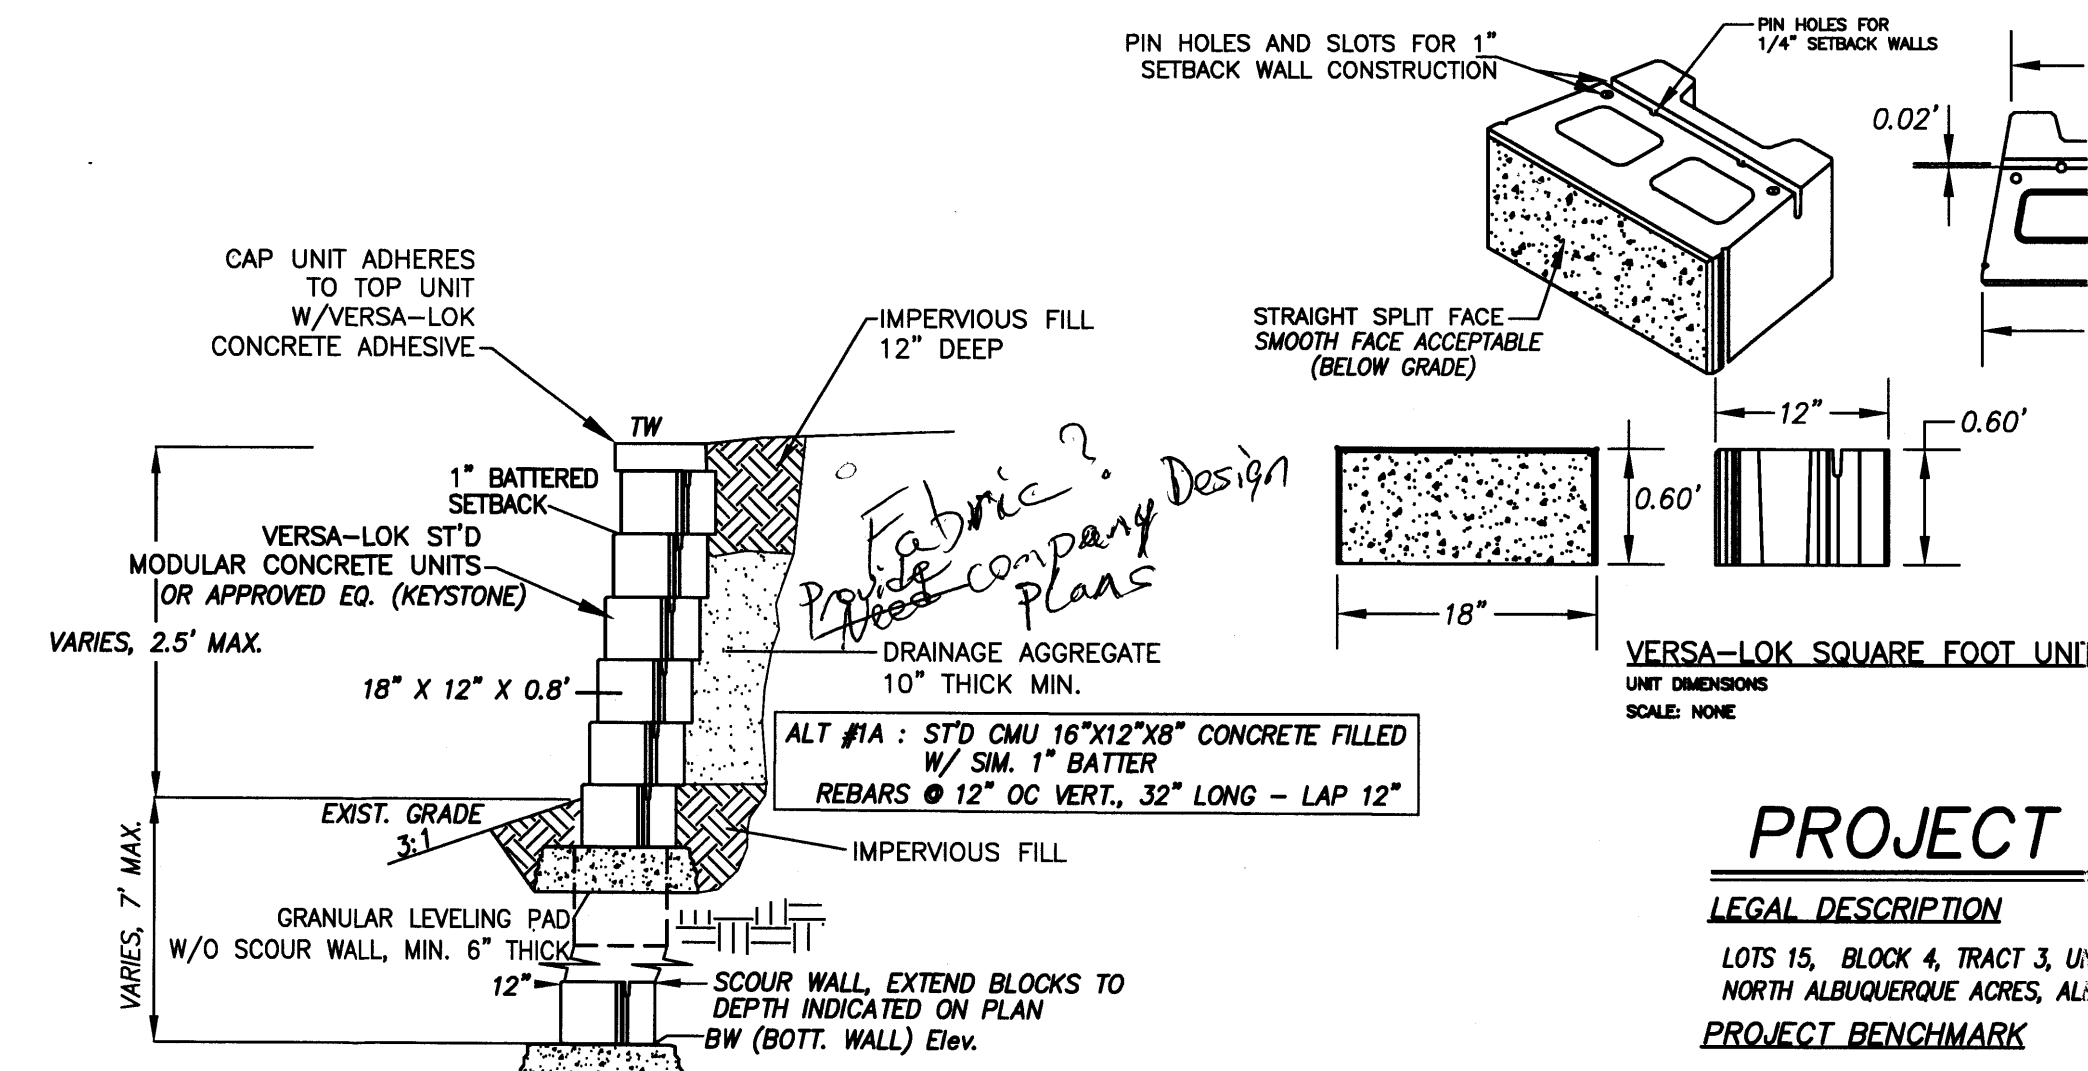 PIN HOLES AND SLOTS FOR 1"
SETBACK WALL CONSTRUCTION
PIN HOLES FOR
1/4" SETBACK WALLS
0.02'
CAP UNIT ADHERES
TO TOP UNIT
W/VERSA-LOK
CONCRETE ADHESIVE
IMPERVIOUS FILL
12" DEEP
STRAIGHT SPLIT FACE
SMOOTH FACE ACCEPTABLE
(BELOW GRADE)
TW
1" BATTERED
SETBACK
VERSA-LOK ST'D
MODULAR CONCRETE UNITS
OR APPROVED EQ. (KEYSTONE)
VARIES, 2.5' MAX.
18" X 12" X 0.8'
Fabric?
Provide company Design
Need
Plans
DRAINAGE AGGREGATE
10" THICK MIN.
12"
0.60'
0.60'
18"
VERSA-LOK SQUARE FOOT UNI
UNIT DIMENSIONS
SCALE: NONE
ALT #1A : ST'D CMU 16"X12"X8" CONCRETE FILLED
W/ SIM. 1" BATTER
REBARS @ 12" OC VERT., 32" LONG - LAP 12"
EXIST. GRADE
3:1
IMPERVIOUS FILL
VARIES, 7' MAX.
GRANULAR LEVELING PAD
W/O SCOUR WALL, MIN. 6" THICK
12"
SCOUR WALL, EXTEND BLOCKS TO
DEPTH INDICATED ON PLAN
BW (BOTT. WALL) Elev.
PROJECT
LEGAL DESCRIPTION
LOTS 15, BLOCK 4, TRACT 3, U
NORTH ALBUQUERQUE ACRES, AL
PROJECT BENCHMARK